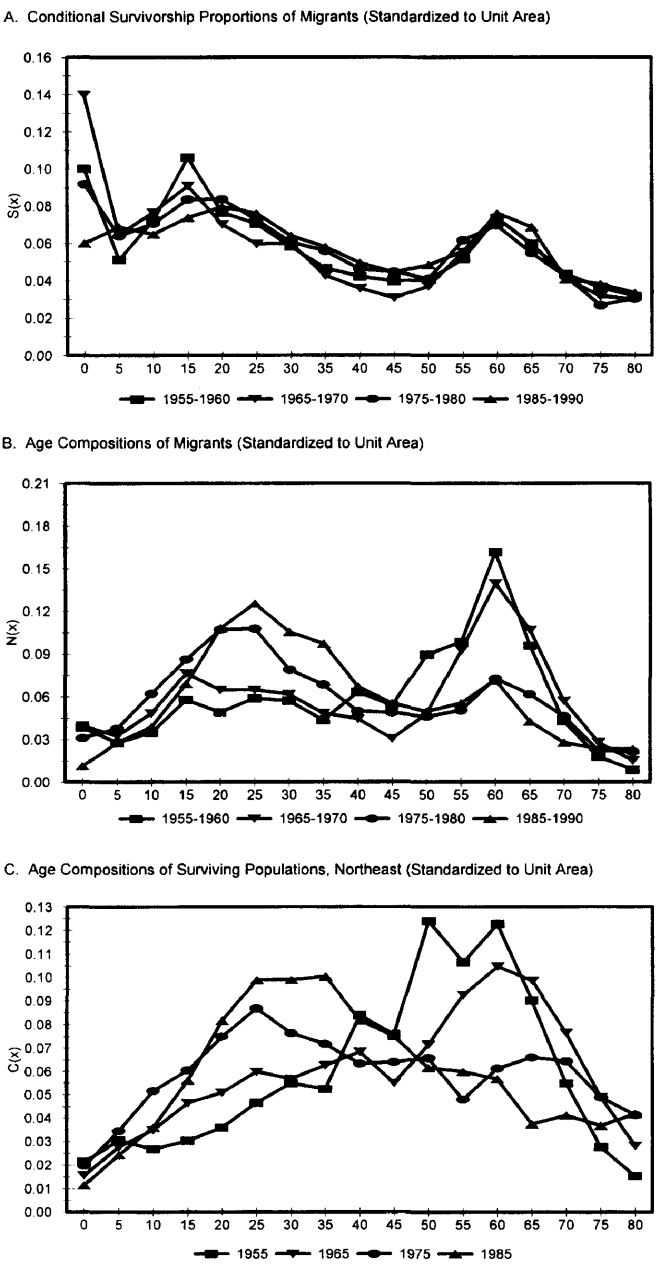 A. Conditional Survivorship Proportions of Migrants (Standardized to Unit Area)
0.16
0.14
0.12
0.10
0.08
0.06
0.04
0.02
0.00
S(x)
0 5 10 15 20 25 30 35 40 45 50 55 60 65 70 75 80
1955-1960 1965-1970 1975-1980 1985-1990
B. Age Compositions of Migrants (Standardized to Unit Area)
0.21
0.18
0.15
0.12
0.09
0.06
0.03
0.00
N(x)
0 5 10 15 20 25 30 35 40 45 50 55 60 65 70 75 80
1955-1960 1965-1970 1975-1980 1985-1990
C. Age Compositions of Surviving Populations, Northeast (Standardized to Unit Area)
0.13
0.12
0.11
0.10
0.09
0.08
0.07
0.06
0.05
0.04
0.03
0.02
0.01
0.00
C(x)
0 5 10 15 20 25 30 35 40 45 50 55 60 65 70 75 80
1955 1965 1975 1985